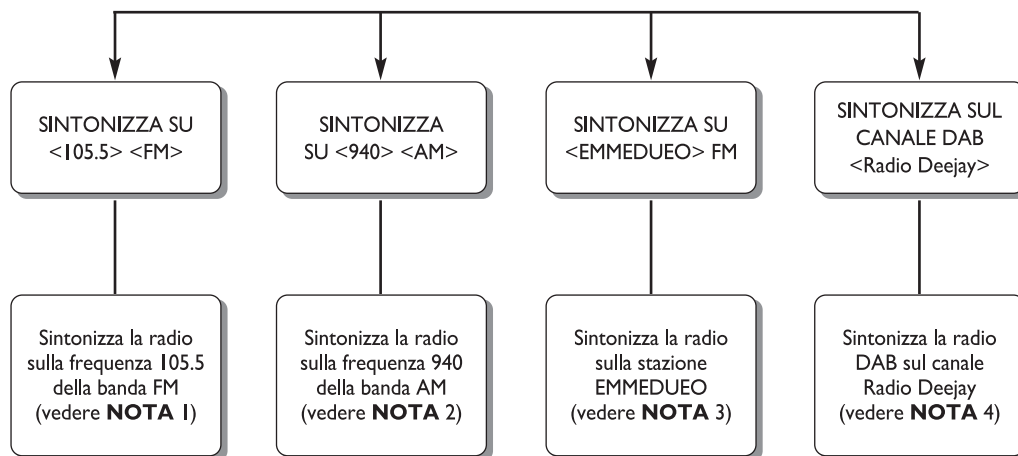 SINTONIZZA SU
<105.5> <FM>
SINTONIZZA
SU <940> <AM>
SINTONIZZA SU
<EMMEDUEO> FM
SINTONIZZA SUL
CANALE DAB
<Radio Deejay>
Sintonizza la radio
sulla frequenza 105.5
della banda FM
(vedere NOTA 1)
Sintonizza la radio
sulla frequenza 940
della banda AM
(vedere NOTA 2)
Sintonizza la radio
sulla stazione
EMMEDUEO
(vedere NOTA 3)
Sintonizza la radio
DAB sul canale
Radio Deejay
(vedere NOTA 4)